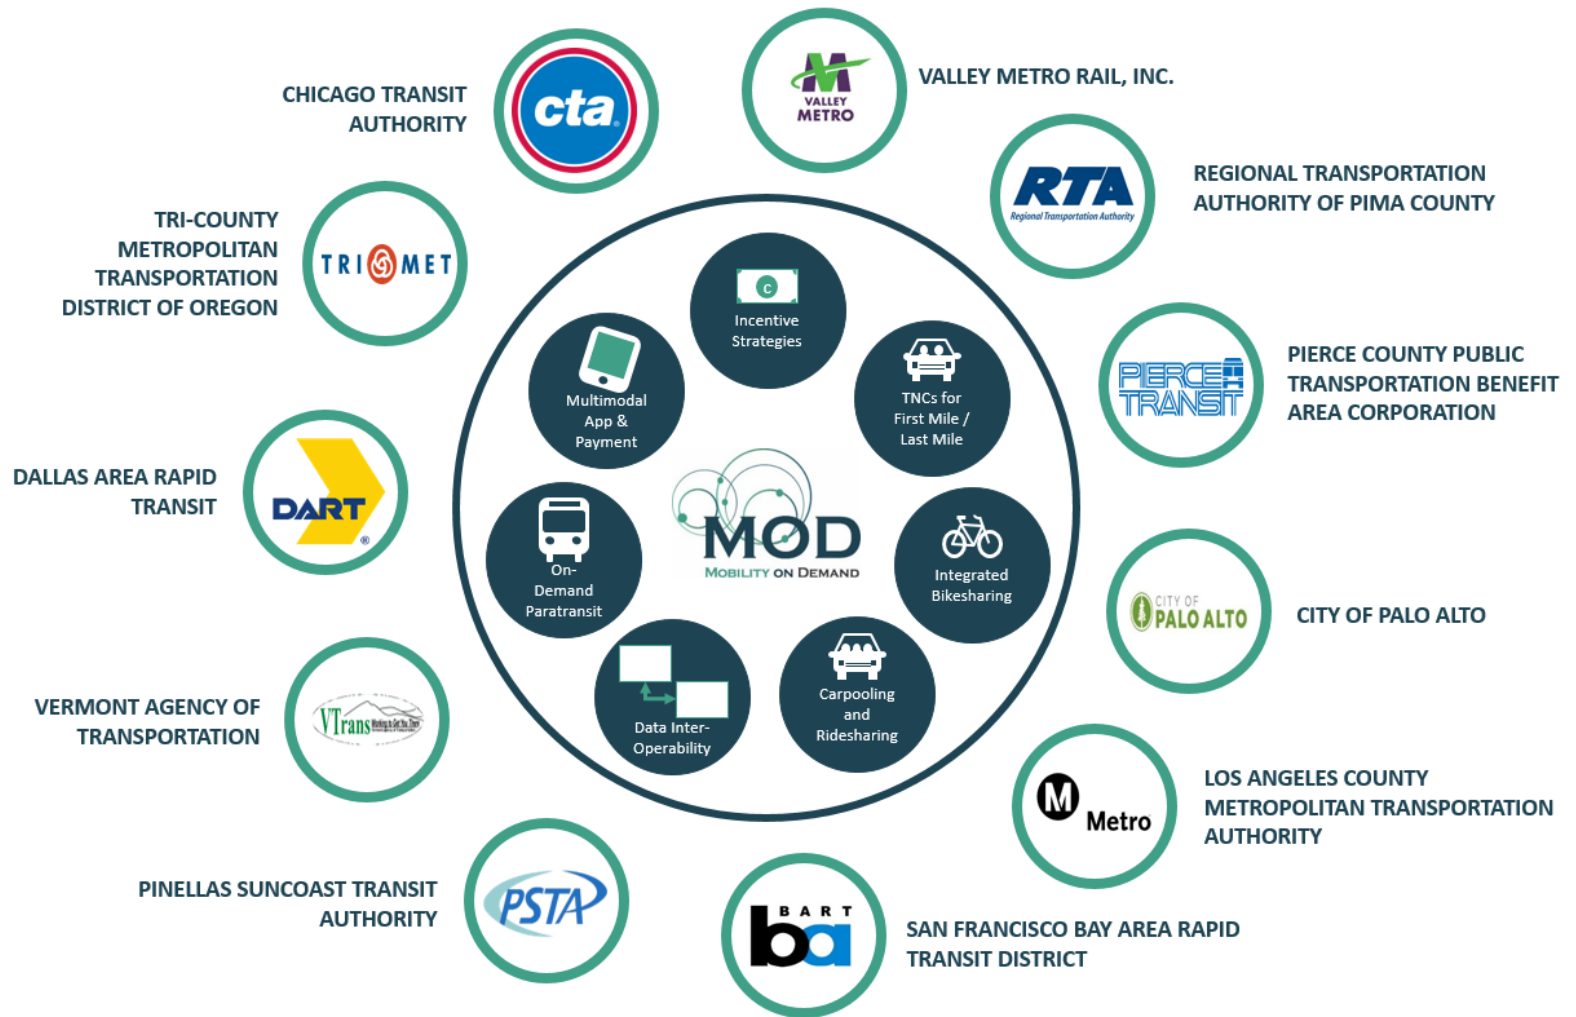 CHICAGO TRANSIT
AUTHORITY
cta
VALLEY
METRO
VALLEY METRO RAIL, INC.
RTA
Regional Transportation Authority
REGIONAL TRANSPORTATION
AUTHORITY OF PIMA COUNTY
TRI-COUNTY
METROPOLITAN
TRANSPORTATION
DISTRICT OF OREGON
TRI MET
C
Incentive
Strategies
Multimodal
App &
Payment
TNCs for
First Mile /
Last Mile
PIERCE
TRANSIT
PIERCE COUNTY PUBLIC
TRANSPORTATION BENEFIT
AREA CORPORATION
DALLAS AREA RAPID
TRANSIT
DART
®
MOD
MOBILITY ON DEMAND
On-
Demand
Paratransit
Integrated
Bikesharing
CITY OF
PALO ALTO
CITY OF PALO ALTO
VERMONT AGENCY OF
TRANSPORTATION
VTrans Working to Get You There
Data Inter-
Operability
Carpooling
and
Ridesharing
M
Metro
LOS ANGELES COUNTY
METROPOLITAN TRANSPORTATION
AUTHORITY
PINELLAS SUNCOAST TRANSIT
AUTHORITY
PSTA
BART
ba
SAN FRANCISCO BAY AREA RAPID
TRANSIT DISTRICT